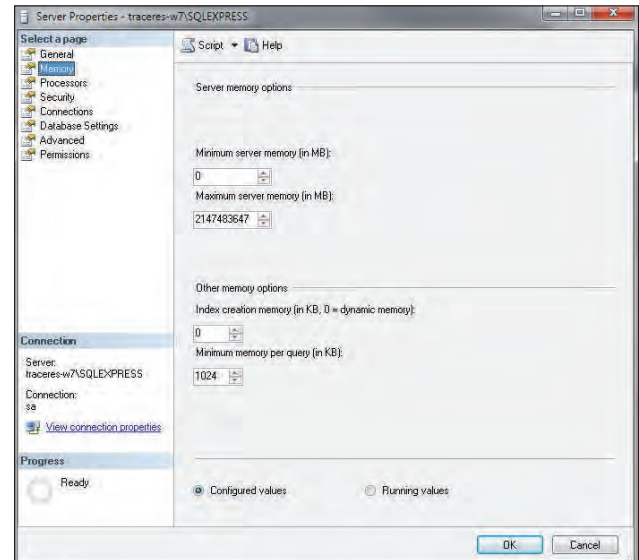 Server Properties - traceres-w7\SQLEXPRESS
Select a page
General
Memory
Processors
Security
Connections
Database Settings
Advanced
Permissions
Script
Help
Server memory options
Minimum server memory (in MB):
0
Maximum server memory (in MB):
2147483647
Other memory options
Index creation memory (in KB, 0 = dynamic memory):
0
Minimum memory per query (in KB):
1024
Connection
Server:
traceres-w7\SQLEXPRESS
Connection:
sa
View connection properties
Progress
Ready
Configured values
Running values
OK
Cancel